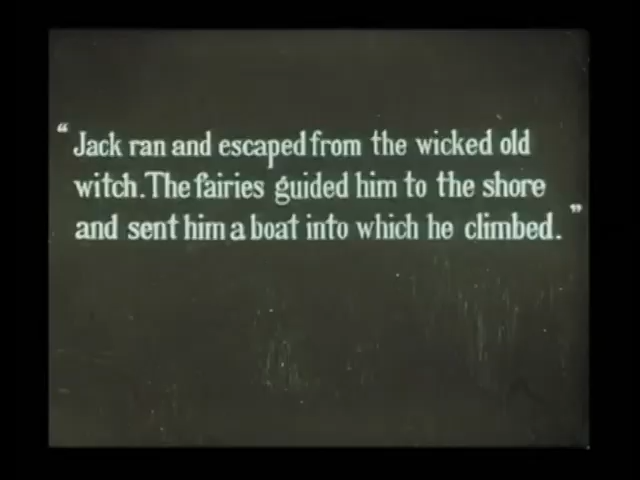 “Jack ran and escaped from the wicked old
witch. The fairies guided him to the shore
and sent him a boat into which he climbed.”